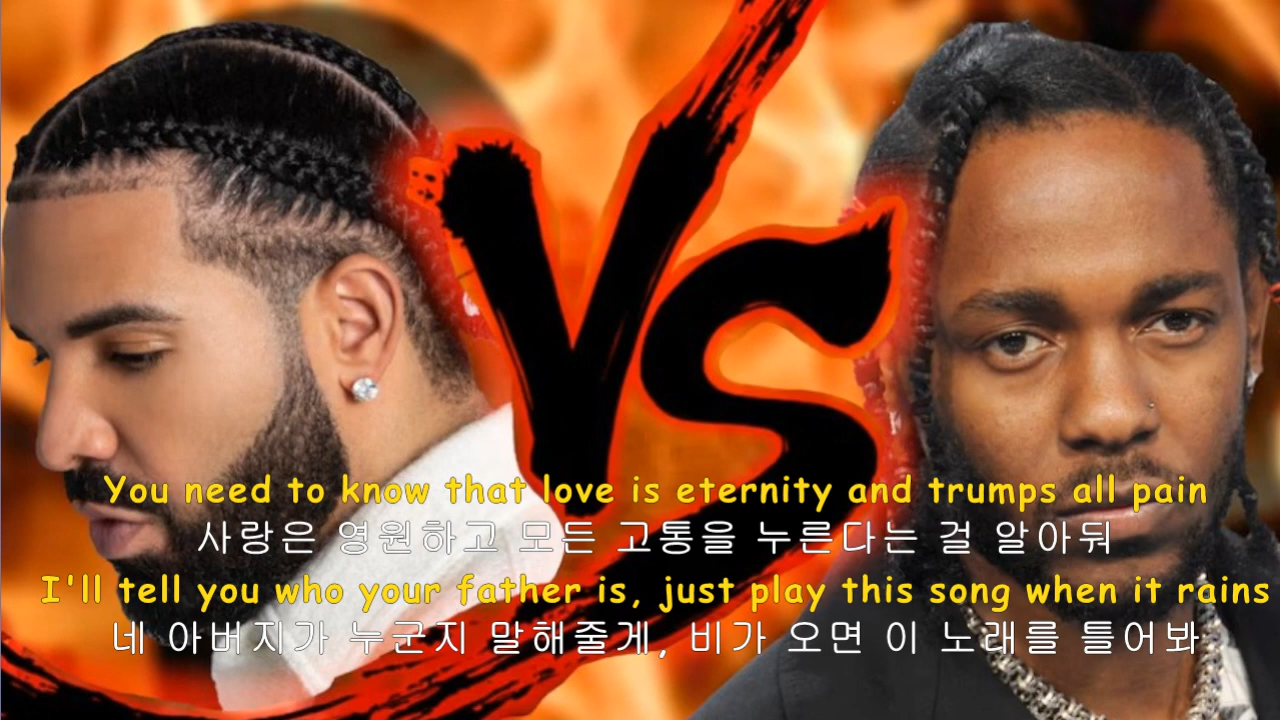 VS
You need to know that love is eternity and trumps all pain
사랑은 영원하고 모든 고통을 누른다는 걸 알아둬
I'll tell you who your father is, just play this song when it rains
네 아버지가 누군지 말해줄게, 비가 오면 이 노래를 틀어봐